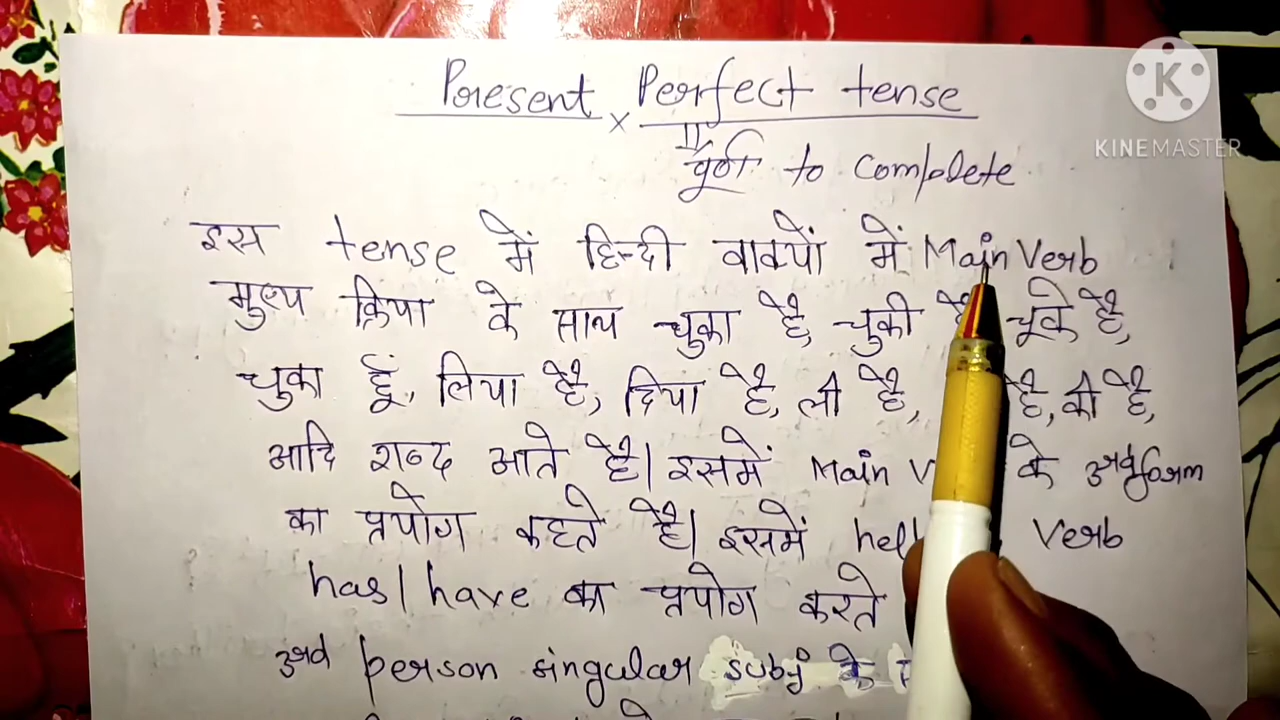 Present × Perfect tense
पूर्ण to complete
K
KINEMASTER
इस tense में हिन्दी वाक्यों में Main Verb
मुख्य क्रिया के साथ चुका है, चुकी है चूके है,
चुका हूँ, लिया है, दिया है, ली है, है, की है,
आदि शब्द आते है। इसमें Main के 3rd form
का प्रयोग कहते है। इसमें Verb
has/have का प्रयोग करते
3rd person singular subj के